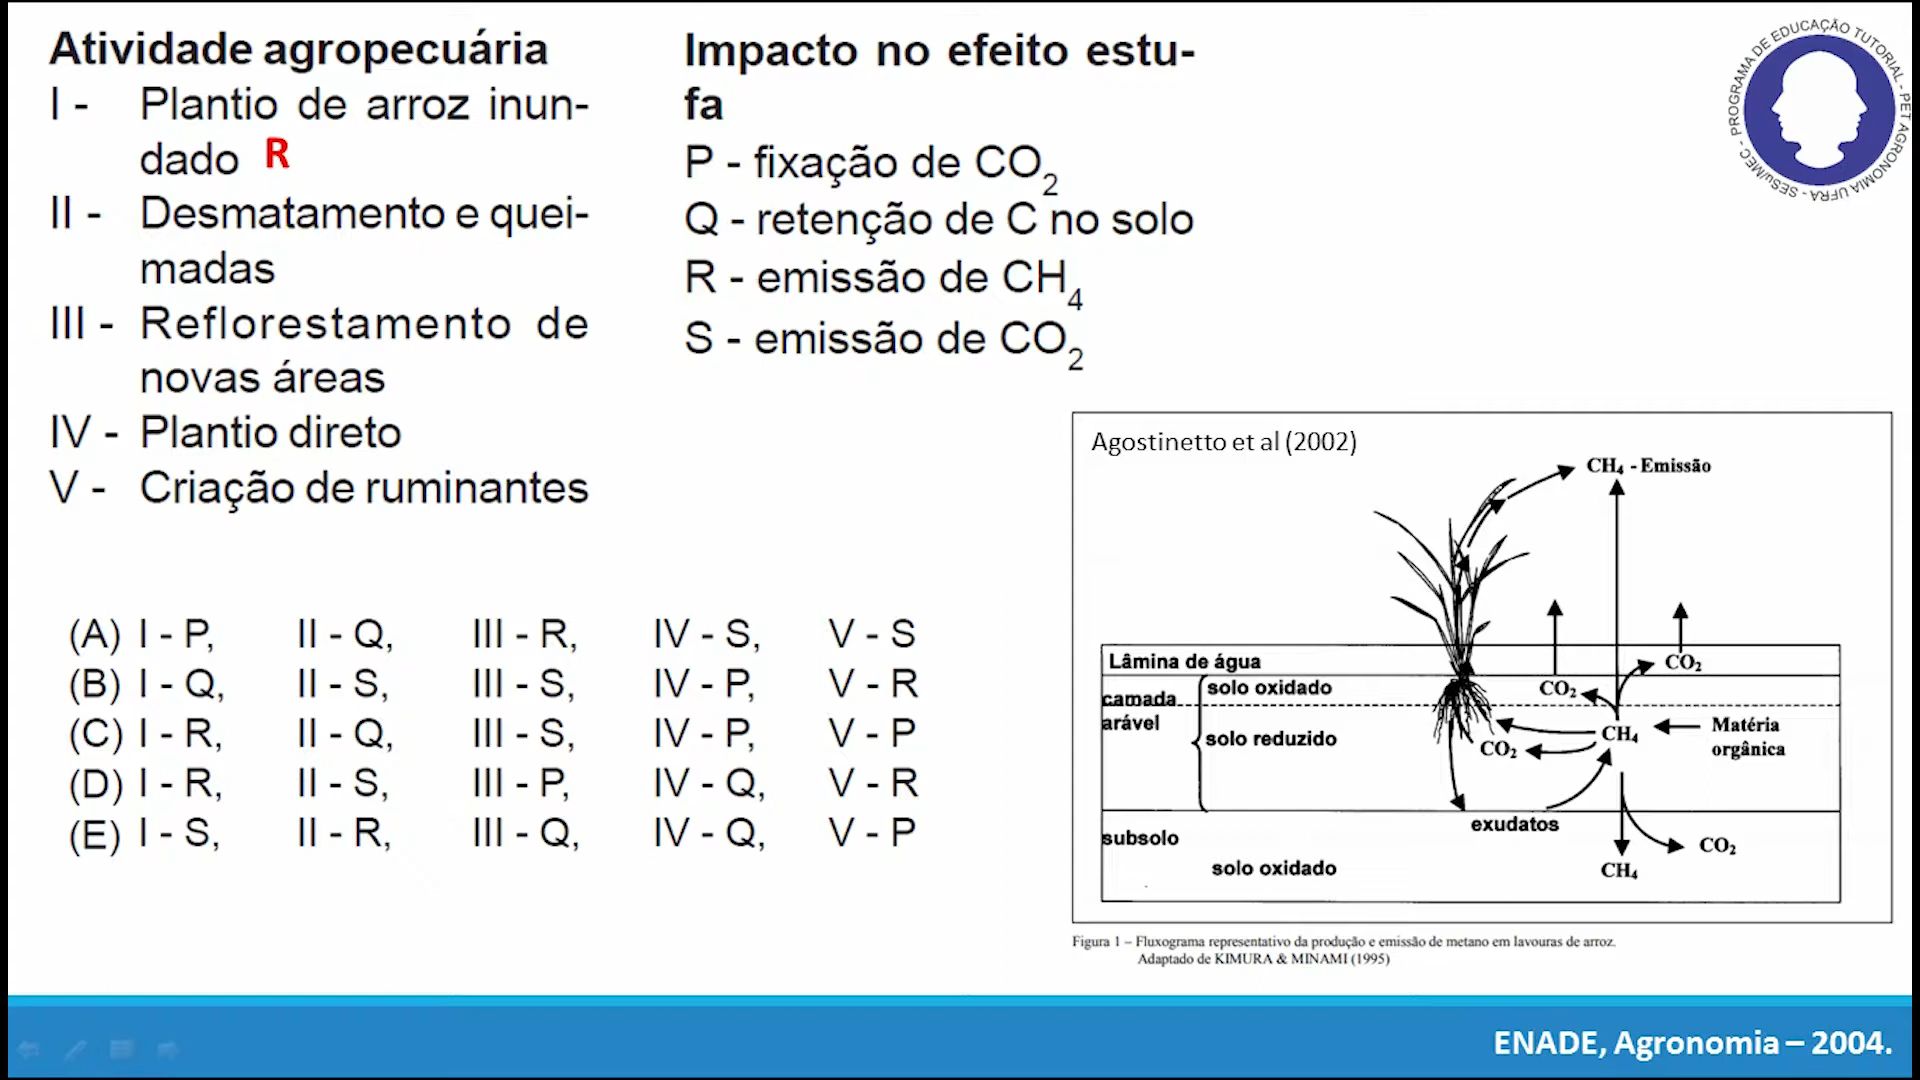 Atividade agropecuária
I - Plantio de arroz inun-
dado R
II - Desmatamento e quei-
madas
III - Reflorestamento de
novas áreas
IV - Plantio direto
V - Criação de ruminantes
Impacto no efeito estu-
fa
P - fixação de CO2
Q - retenção de C no solo
R - emissão de CH4
S - emissão de CO2
PROGRAMA DE EDUCAÇÃO TUTORIAL - PET AGRONOMIA UFRA - SESu/MEC -
(A) I - P, II - Q, III - R, IV - S, V - S
(B) I - Q, II - S, III - S, IV - P, V - R
(C) I - R, II - Q, III - S, IV - P, V - P
(D) I - R, II - S, III - P, IV - Q, V - R
(E) I - S, II - R, III - Q, IV - Q, V - P
Agostinetto et al (2002)
CH4 - Emissão
Lâmina de água
CO2
solo oxidado
CO2
camada
arável
solo reduzido
CO2
CH4
Matéria
orgânica
exudatos
subsolo
CO2
solo oxidado
CH4
Figura 1 – Fluxograma representativo da produção e emissão de metano em lavouras de arroz.
Adaptado de KIMURA & MINAMI (1995)
ENADE, Agronomia – 2004.